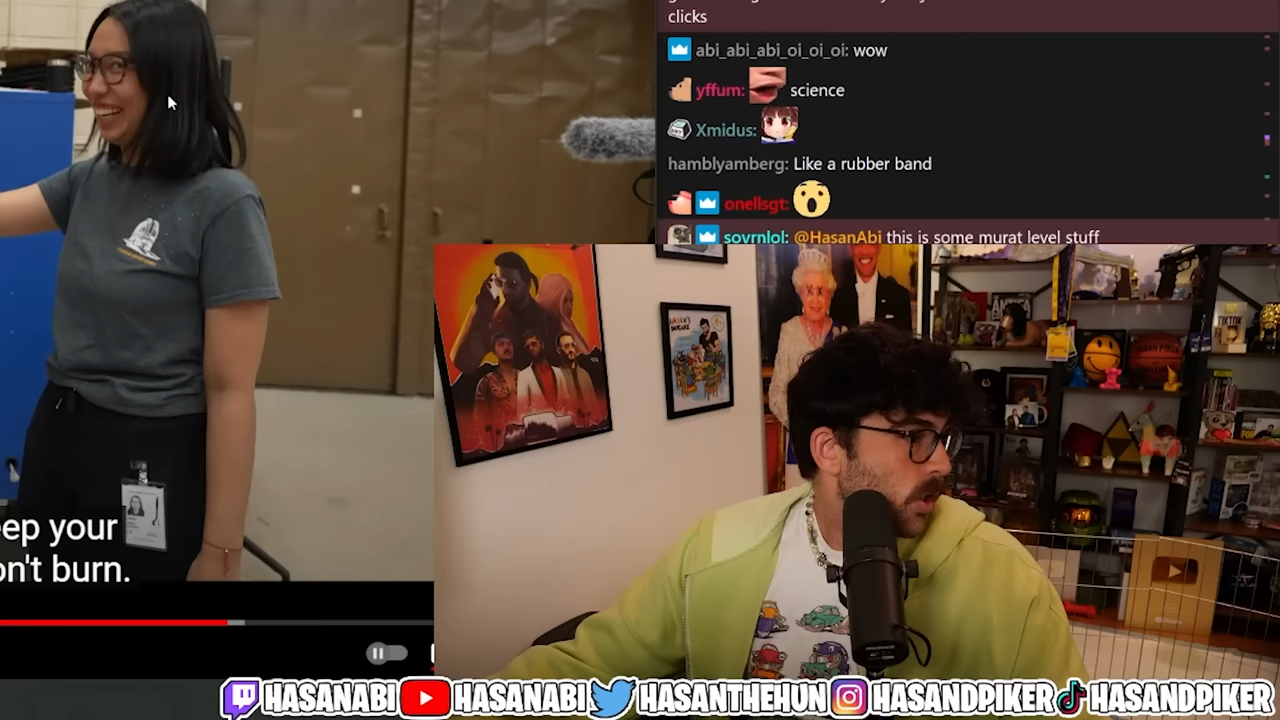 clicks
abi_abi_abi_oi_oi_oi: wow
yffum: science
Xmidus:
hamblyamberg: Like a rubber band
onellsgt:
sovrnlol: @HasanAbi this is some murat level stuff
eep your
on't burn.
HASANABI HASANABI HASANTHEHUN HASANDPIKER HASANDPIKER